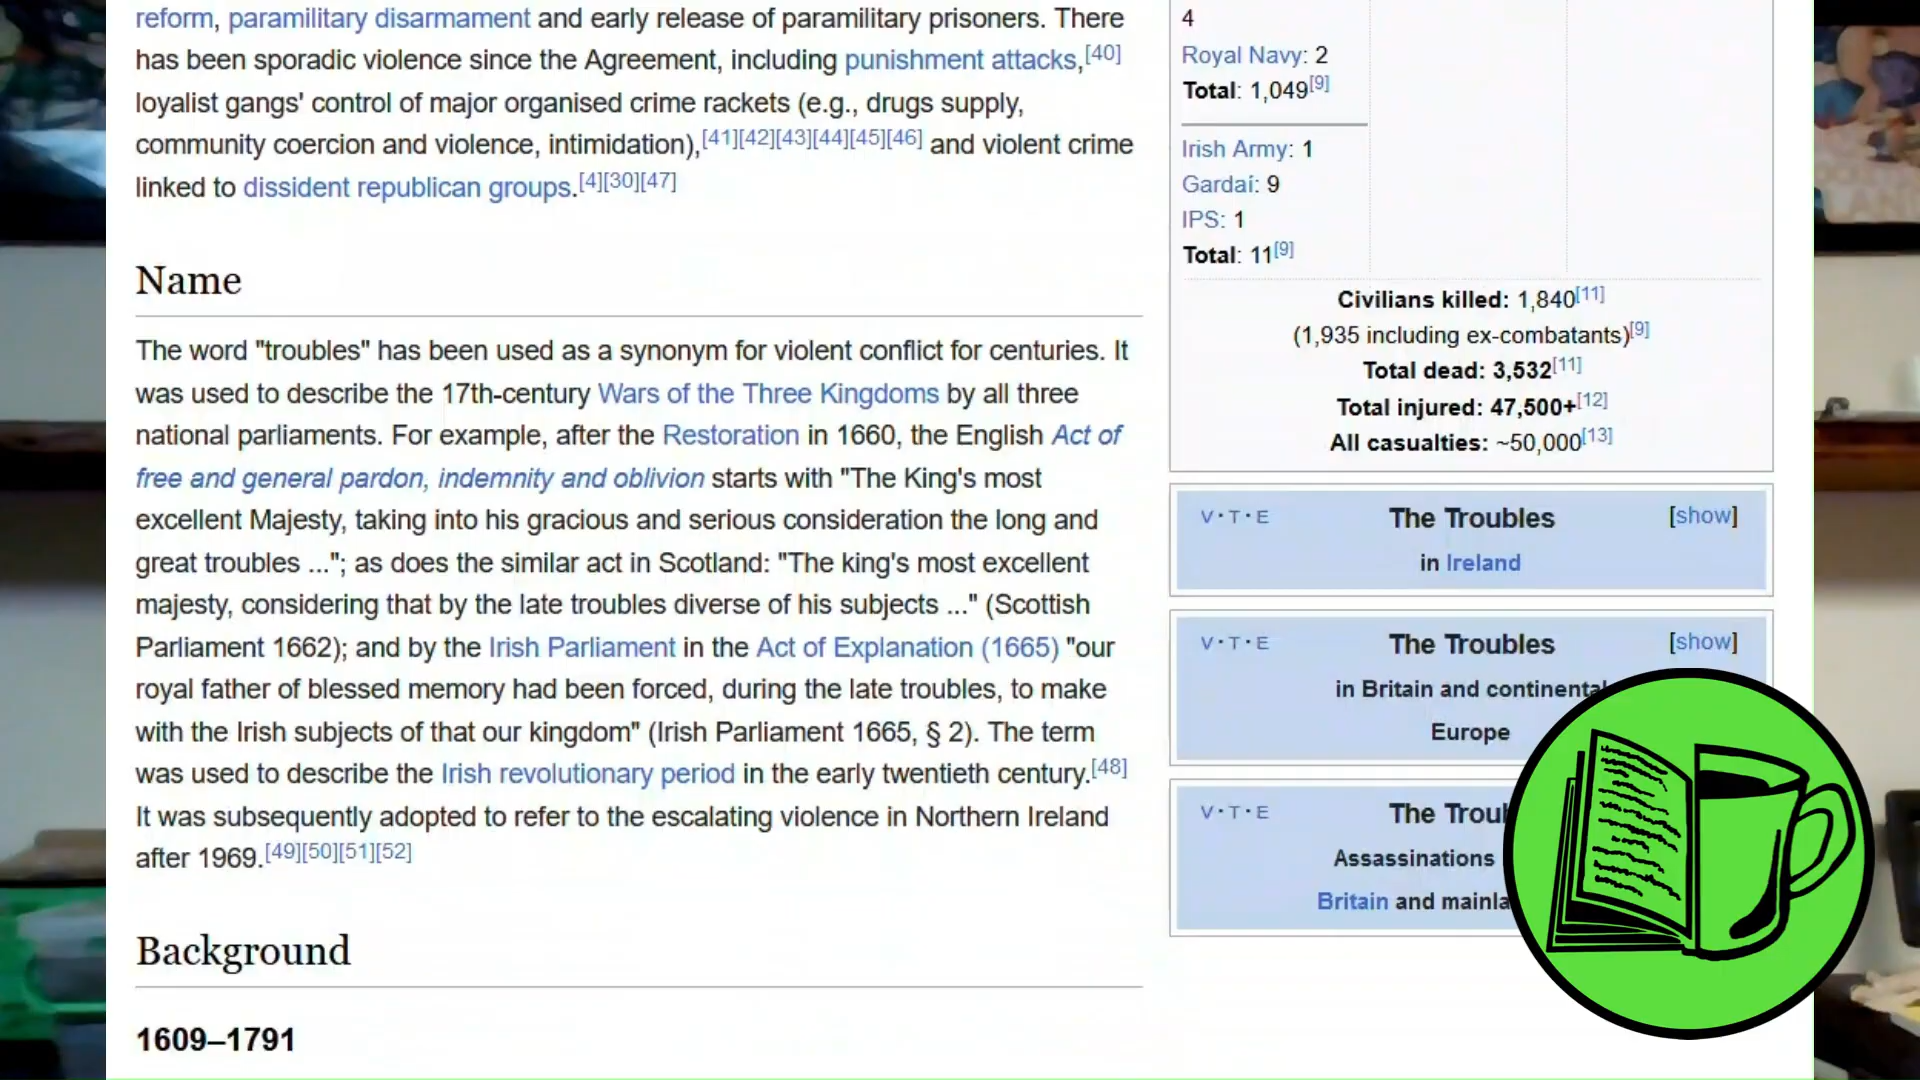 reform, paramilitary disarmament and early release of paramilitary prisoners. There
has been sporadic violence since the Agreement, including punishment attacks,[40]
loyalist gangs' control of major organised crime rackets (e.g., drugs supply,
community coercion and violence, intimidation),[41][42][43][44][45][46] and violent crime
linked to dissident republican groups.[4][30][47]
Name
The word "troubles" has been used as a synonym for violent conflict for centuries. It
was used to describe the 17th-century Wars of the Three Kingdoms by all three
national parliaments. For example, after the Restoration in 1660, the English Act of
free and general pardon, indemnity and oblivion starts with "The King's most
excellent Majesty, taking into his gracious and serious consideration the long and
great troubles ..."; as does the similar act in Scotland: "The king's most excellent
majesty, considering that by the late troubles diverse of his subjects ..." (Scottish
Parliament 1662); and by the Irish Parliament in the Act of Explanation (1665) "our
royal father of blessed memory had been forced, during the late troubles, to make
with the Irish subjects of that our kingdom" (Irish Parliament 1665, § 2). The term
was used to describe the Irish revolutionary period in the early twentieth century.[48]
It was subsequently adopted to refer to the escalating violence in Northern Ireland
after 1969.[49][50][51][52]
Background
1609–1791
4
Royal Navy: 2
Total: 1,049[9]
Irish Army: 1
Gardaí: 9
IPS: 1
Total: 11[9]
Civilians killed: 1,840[11]
(1,935 including ex-combatants)[9]
Total dead: 3,532[11]
Total injured: 47,500+[12]
All casualties: ~50,000[13]
V·T·E The Troubles [show]
in Ireland
V·T·E The Troubles [show]
in Britain and continental
Europe
V·T·E The Troub
Assassinations
Britain and mainla